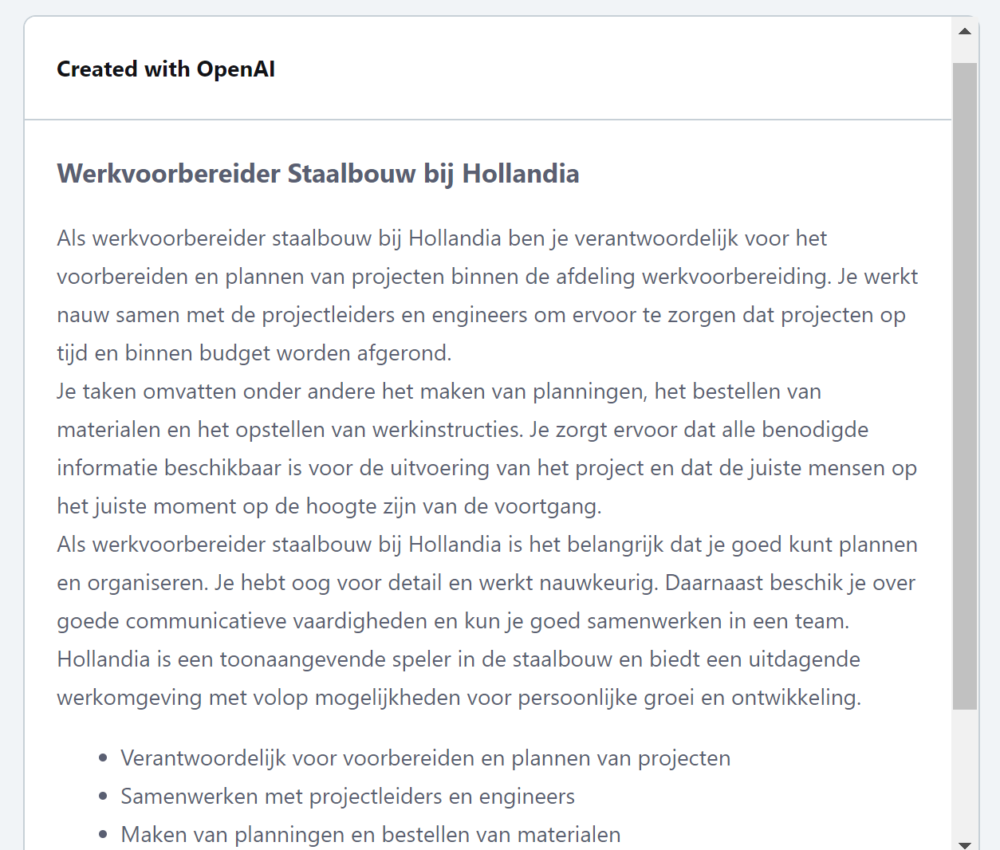 Created with OpenAI
Werkvoorbereider Staalbouw bij Hollandia
Als werkvoorbereider staalbouw bij Hollandia ben je verantwoordelijk voor het
voorbereiden en plannen van projecten binnen de afdeling werkvoorbereiding. Je werkt
nauw samen met de projectleiders en engineers om ervoor te zorgen dat projecten op
tijd en binnen budget worden afgerond.
Je taken omvatten onder andere het maken van planningen, het bestellen van
materialen en het opstellen van werkinstructies. Je zorgt ervoor dat alle benodigde
informatie beschikbaar is voor de uitvoering van het project en dat de juiste mensen op
het juiste moment op de hoogte zijn van de voortgang.
Als werkvoorbereider staalbouw bij Hollandia is het belangrijk dat je goed kunt plannen
en organiseren. Je hebt oog voor detail en werkt nauwkeurig. Daarnaast beschik je over
goede communicatieve vaardigheden en kun je goed samenwerken in een team.
Hollandia is een toonaangevende speler in de staalbouw en biedt een uitdagende
werkomgeving met volop mogelijkheden voor persoonlijke groei en ontwikkeling.
• Verantwoordelijk voor voorbereiden en plannen van projecten
• Samenwerken met projectleiders en engineers
• Maken van planningen en bestellen van materialen